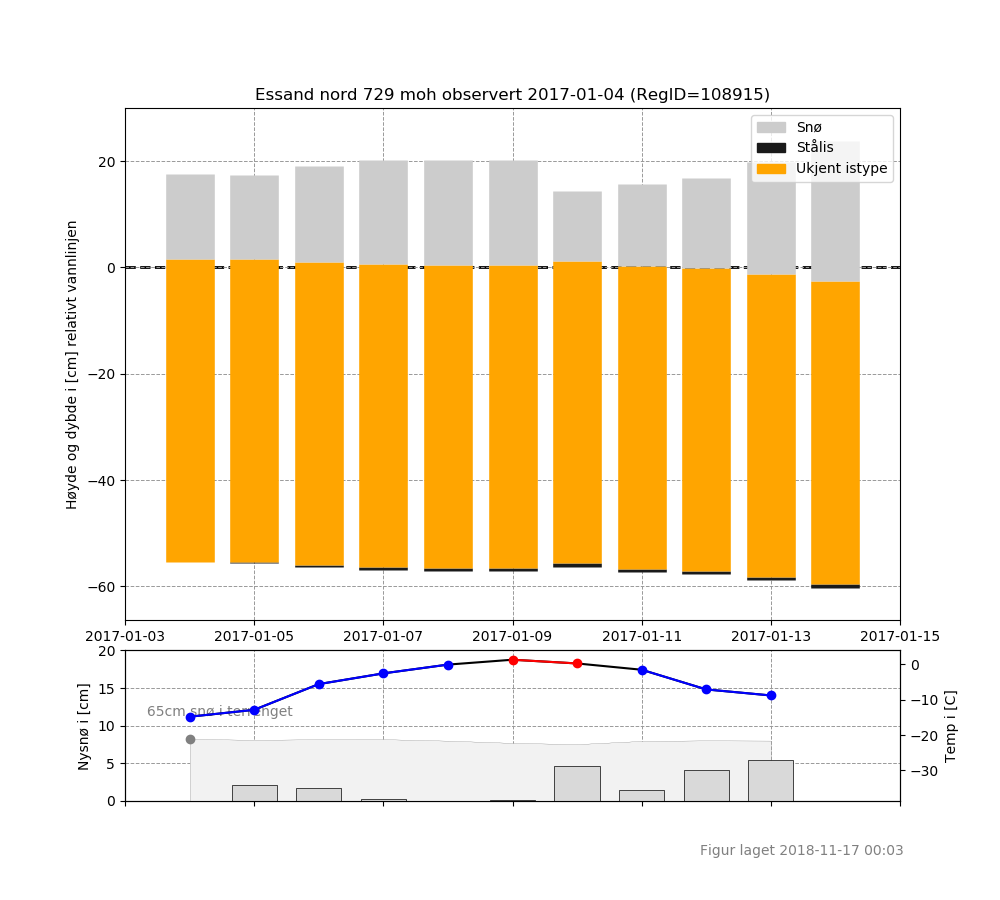 Essand nord 729 moh observert 2017-01-04 (RegID=108915)
Snø
Stålis
Ukjent istype
Høyde og dybde i [cm] relativt vannlinjen
20
0
−20
−40
−60
2017-01-03
2017-01-05
2017-01-07
2017-01-09
2017-01-11
2017-01-13
2017-01-15
Nysnø i [cm]
20
15
10
5
0
65cm snø i terrenget
0
−10
−20
−30
Temp i [C]
Figur laget 2018-11-17 00:03